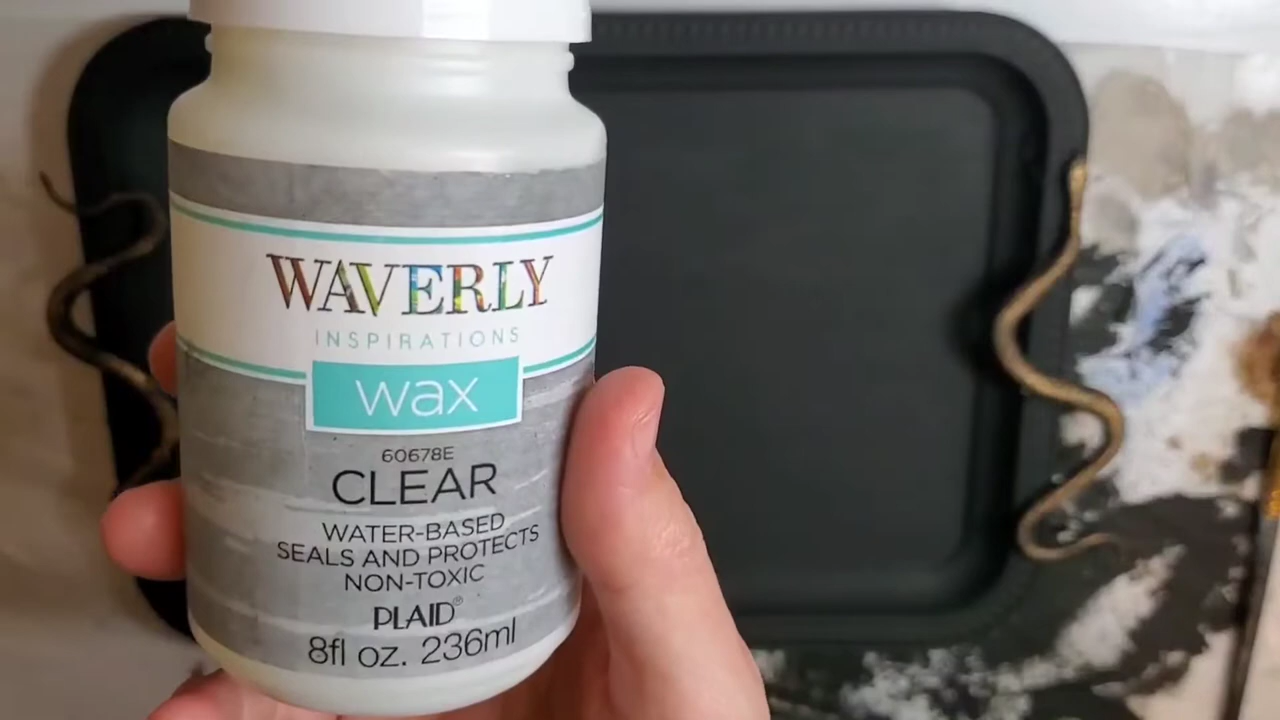 WAVERLY
INSPIRATIONS
wax
60678E
CLEAR
WATER-BASED
SEALS AND PROTECTS
NON-TOXIC
PLAID®
8fl oz. 236ml